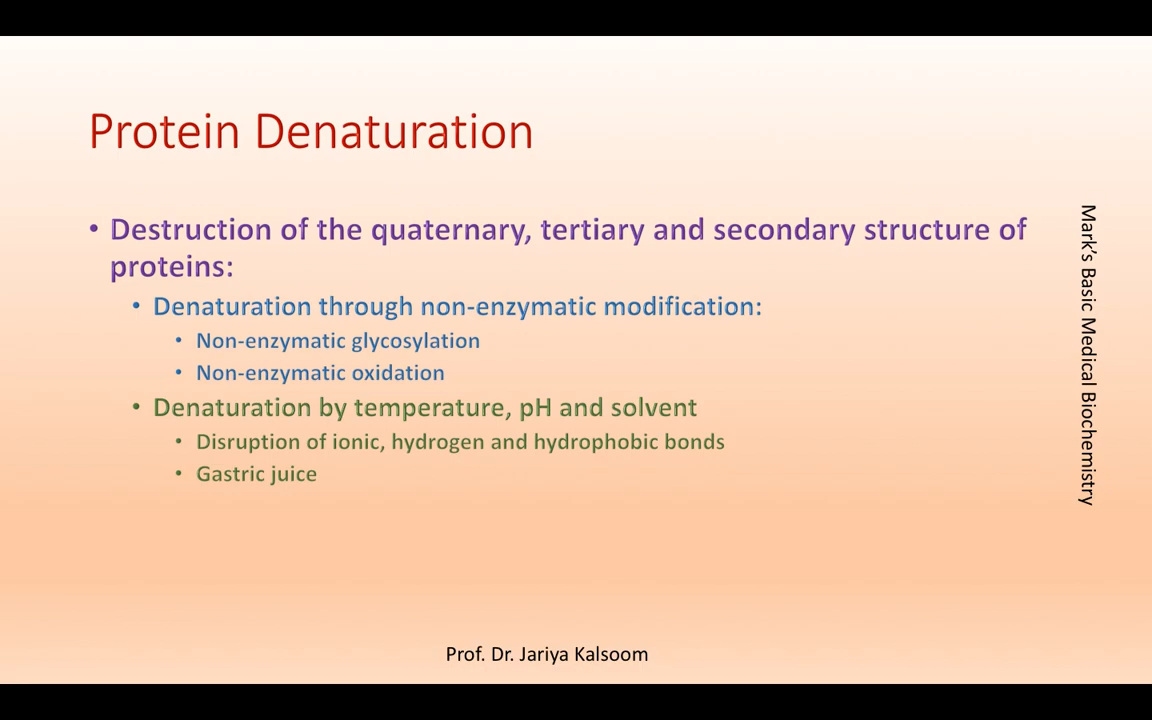 Protein Denaturation
• Destruction of the quaternary, tertiary and secondary structure of
proteins:
• Denaturation through non-enzymatic modification:
• Non-enzymatic glycosylation
• Non-enzymatic oxidation
• Denaturation by temperature, pH and solvent
• Disruption of ionic, hydrogen and hydrophobic bonds
• Gastric juice
Mark's Basic Medical Biochemistry
Prof. Dr. Jariya Kalsoom